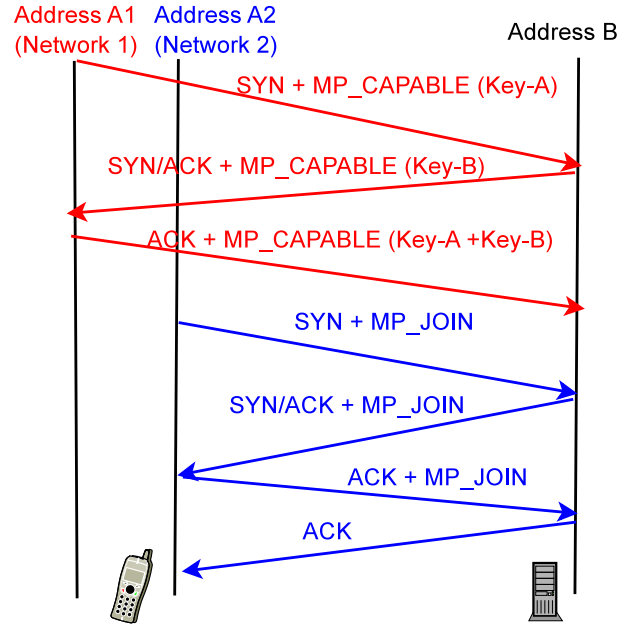 Address A1
(Network 1)
Address A2
(Network 2)
Address B
SYN + MP_CAPABLE (Key-A)
SYN/ACK + MP_CAPABLE (Key-B)
ACK + MP_CAPABLE (Key-A +Key-B)
SYN + MP_JOIN
SYN/ACK + MP_JOIN
ACK + MP_JOIN
ACK